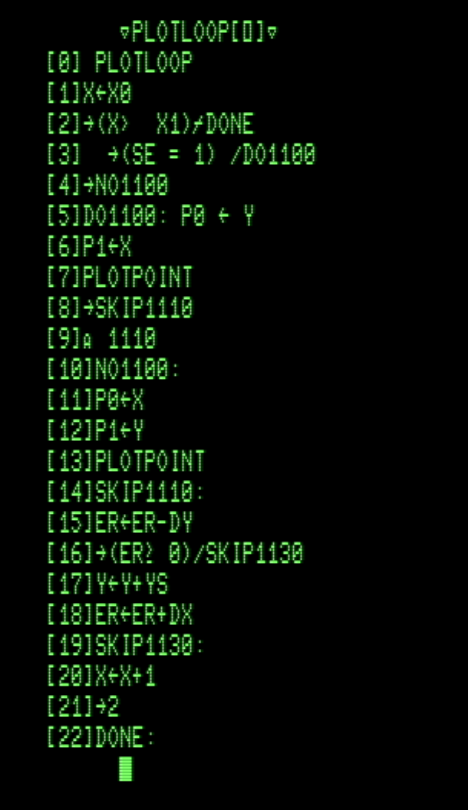 ∇PLOTLOOP[⎕]∇
[0] PLOTLOOP
[1]X←X0
[2]→(X>  X1)⌿DONE
[3]  →(SE = 1) /DO1100
[4]→NO1100
[5]DO1100: P0 ← Y
[6]P1←X
[7]PLOTPOINT
[8]→SKIP1110
[9]⍝ 1110
[10]NO1100:
[11]P0←X
[12]P1←Y
[13]PLOTPOINT
[14]SKIP1110:
[15]ER←ER-DY
[16]→(ER≥ 0)/SKIP1130
[17]Y←Y+YS
[18]ER←ER+DX
[19]SKIP1130:
[20]X←X+1
[21]→2
[22]DONE: